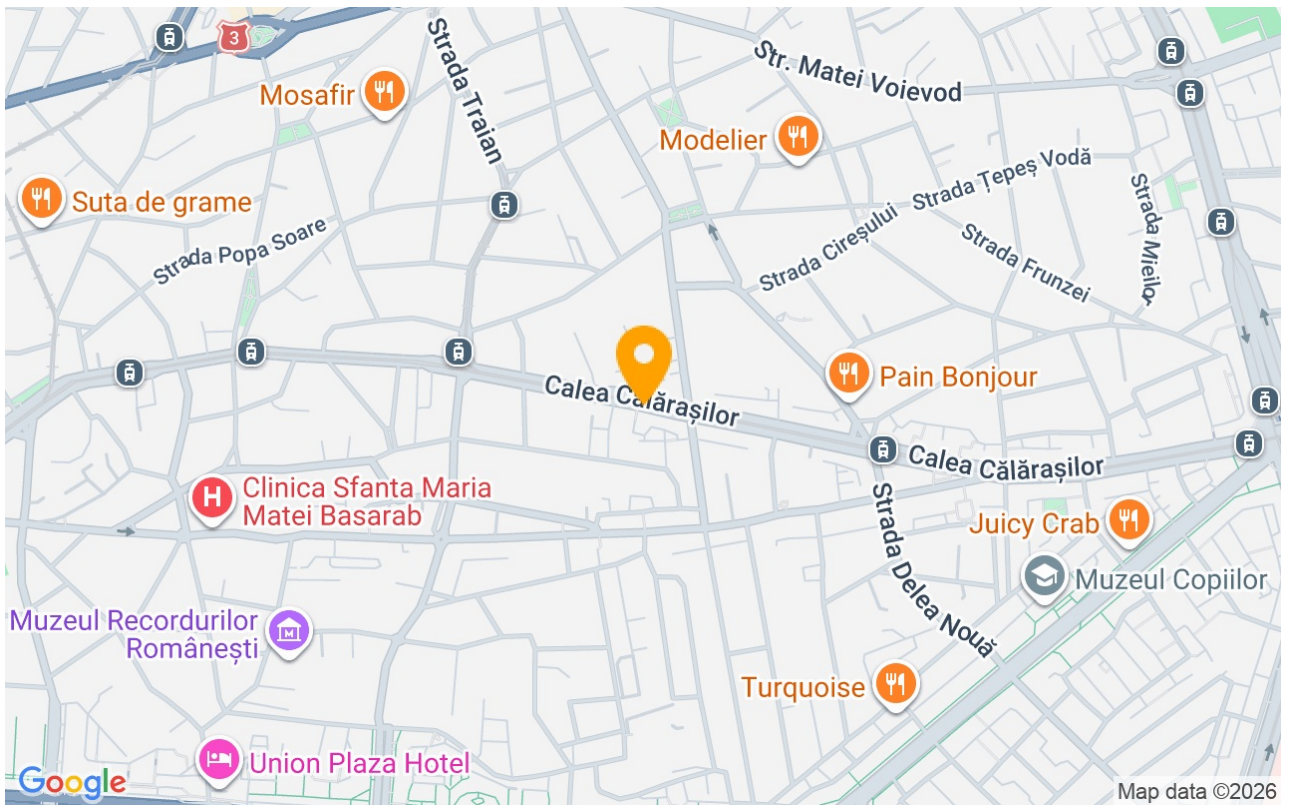 3
Strada Traian
Str. Matei Voievod
Mosafir
Modelier
Strada Țepeș Vodă
Suta de grame
Strada Popa Soare
Strada Cireșului
Strada Frunzei
Strada Mieilor
Calea Călărașilor
Pain Bonjour
Calea Călărașilor
H
Clinica Sfanta Maria
Matei Basarab
Strada Delea Nouă
Juicy Crab
Muzeul Copiilor
Muzeul Recordurilor
Românești
M
Turquoise
Union Plaza Hotel
Google
Map data ©2026